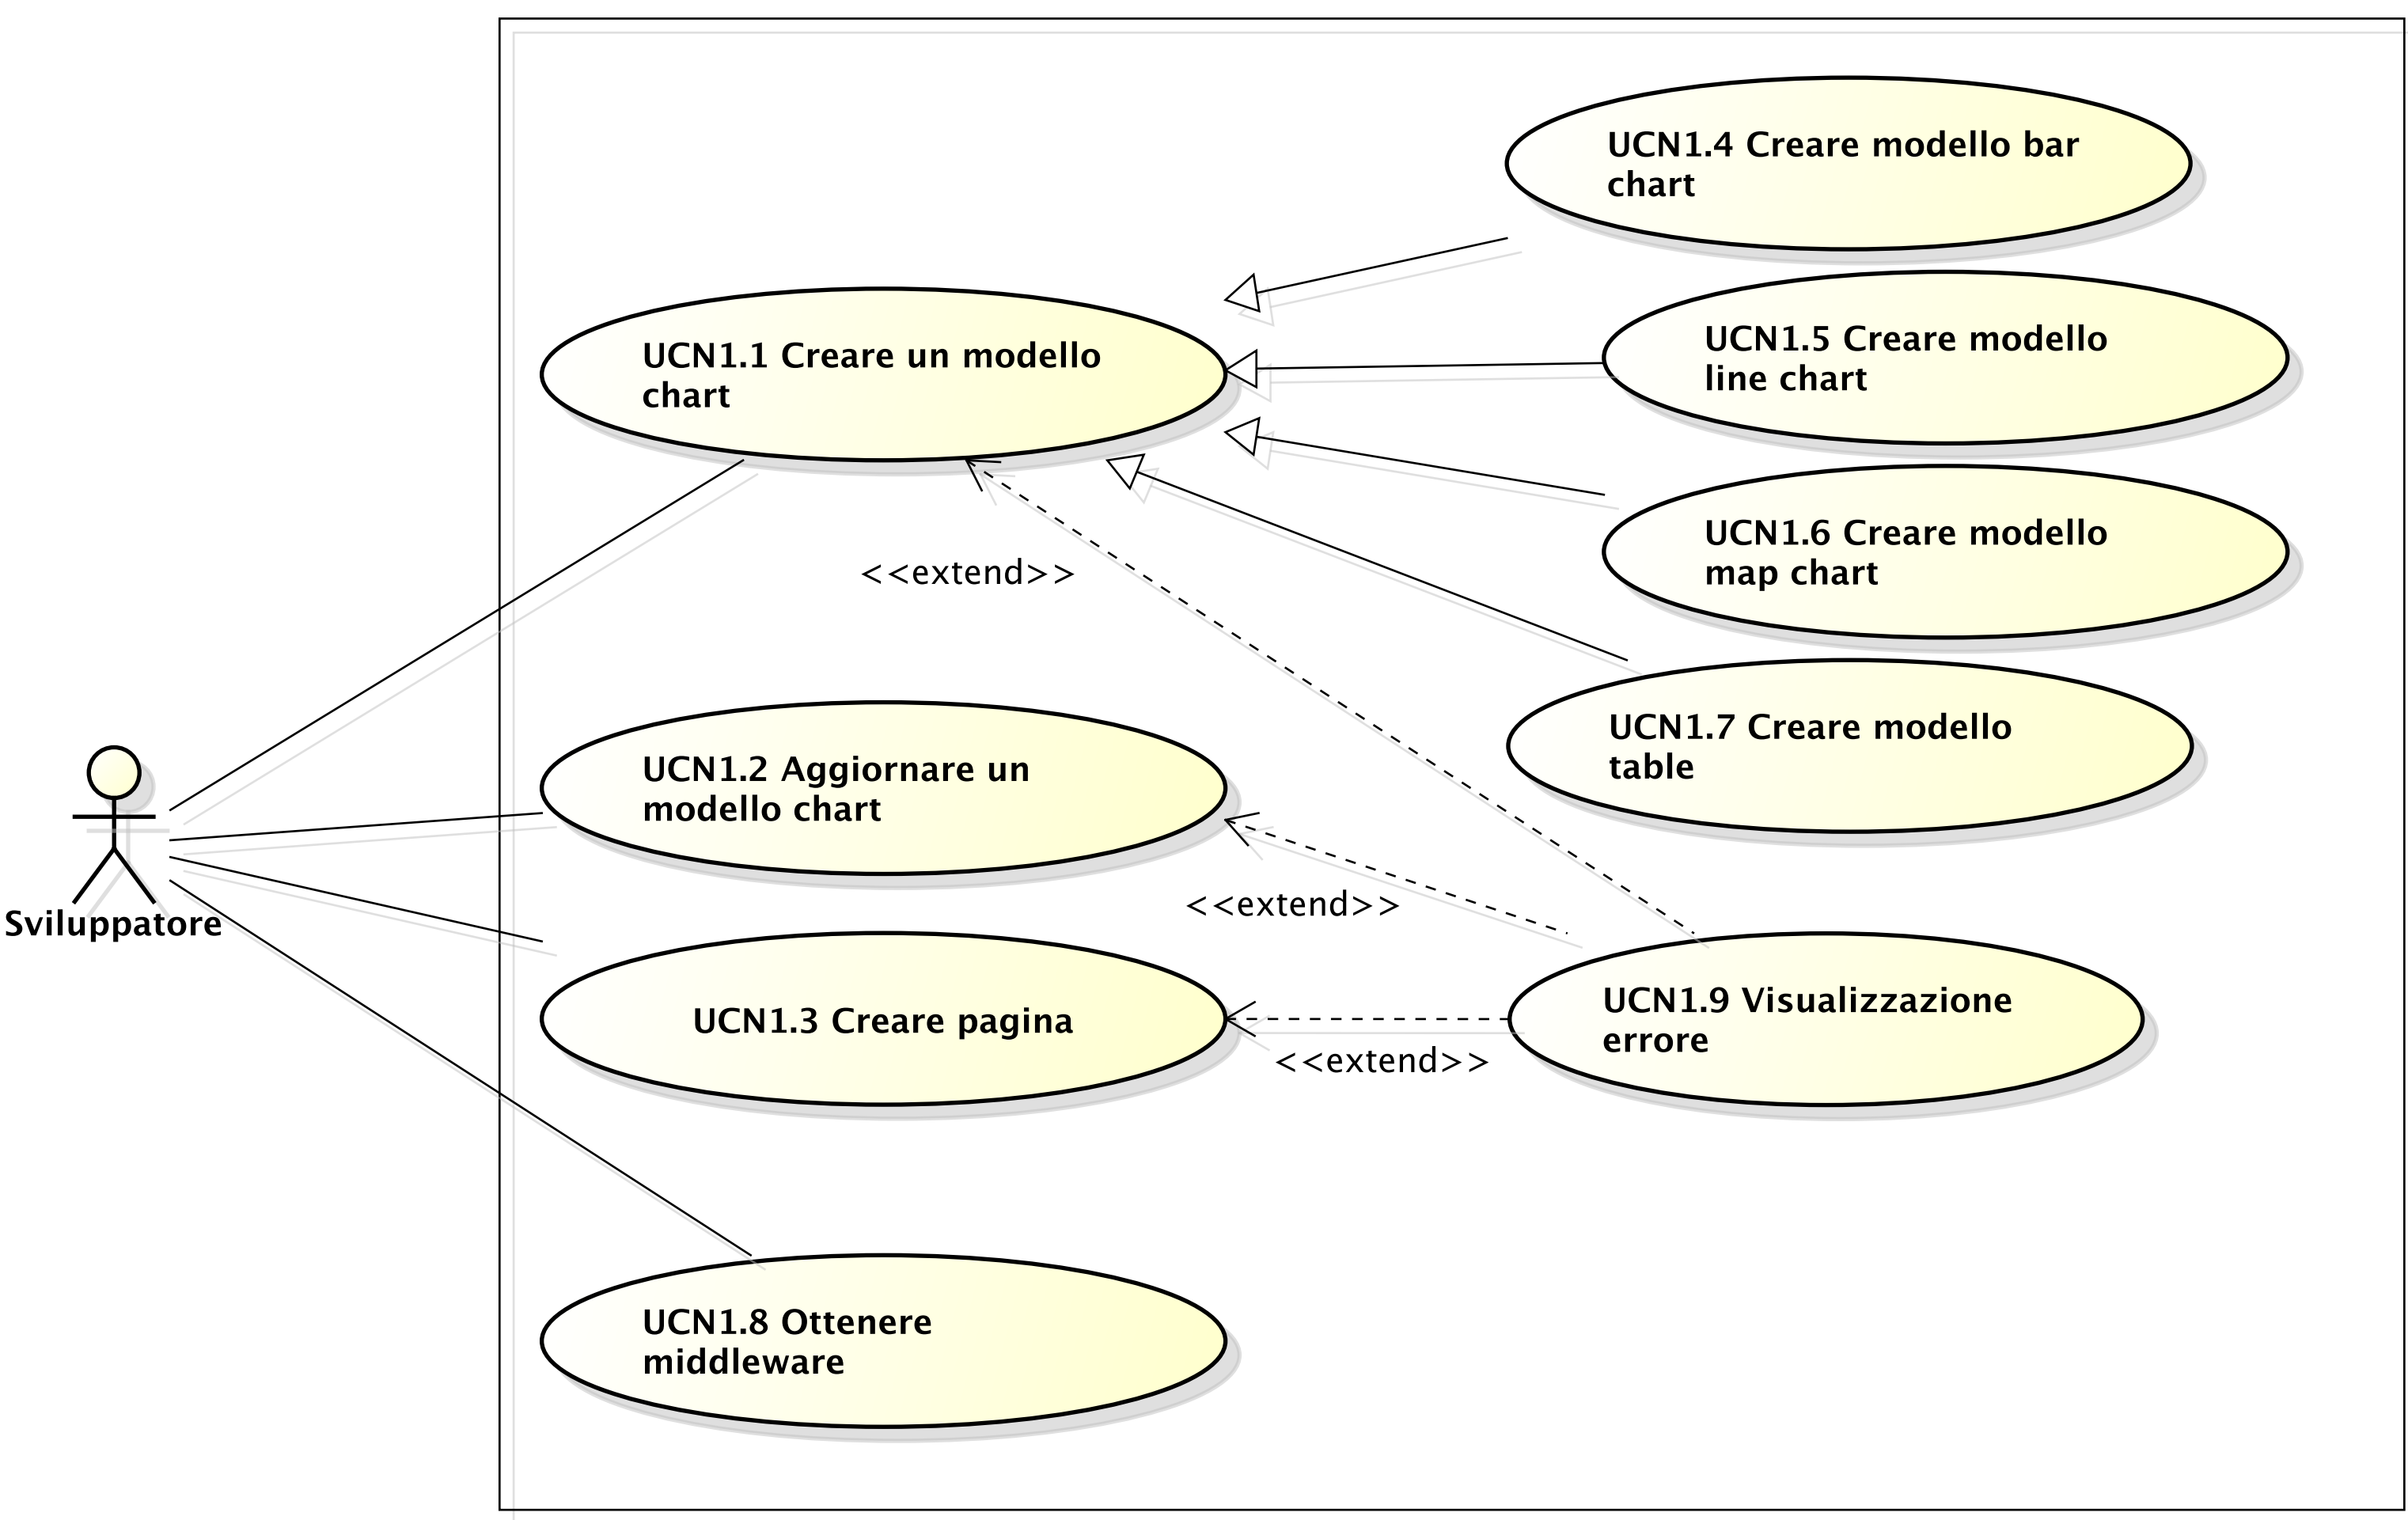 UCN1.4 Creare modello bar
chart
UCN1.5 Creare modello
line chart
UCN1.1 Creare un modello
chart
UCN1.6 Creare modello
map chart
<<extend>>
UCN1.7 Creare modello
table
UCN1.2 Aggiornare un
modello chart
<<extend>>
Sviluppatore
UCN1.3 Creare pagina
UCN1.9 Visualizzazione
errore
<<extend>>
UCN1.8 Ottenere
middleware